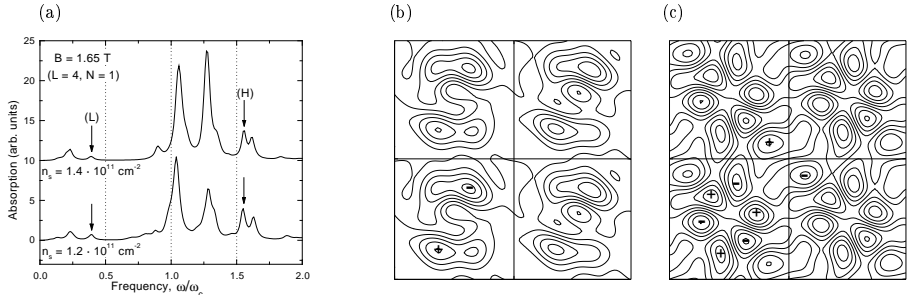 (a)
(b)
(c)
25
B = 1.65 T
(L = 4, N = 1)
20
15
(H)
(L)
10
n_s = 1.4 · 10^11 cm^-2
5
0
n_s = 1.2 · 10^11 cm^-2
Absorption (arb. units)
0.0 0.5 1.0 1.5 2.0
Frequency, ω/ω_c
+
-
+
+
-
-
+
+
-
+